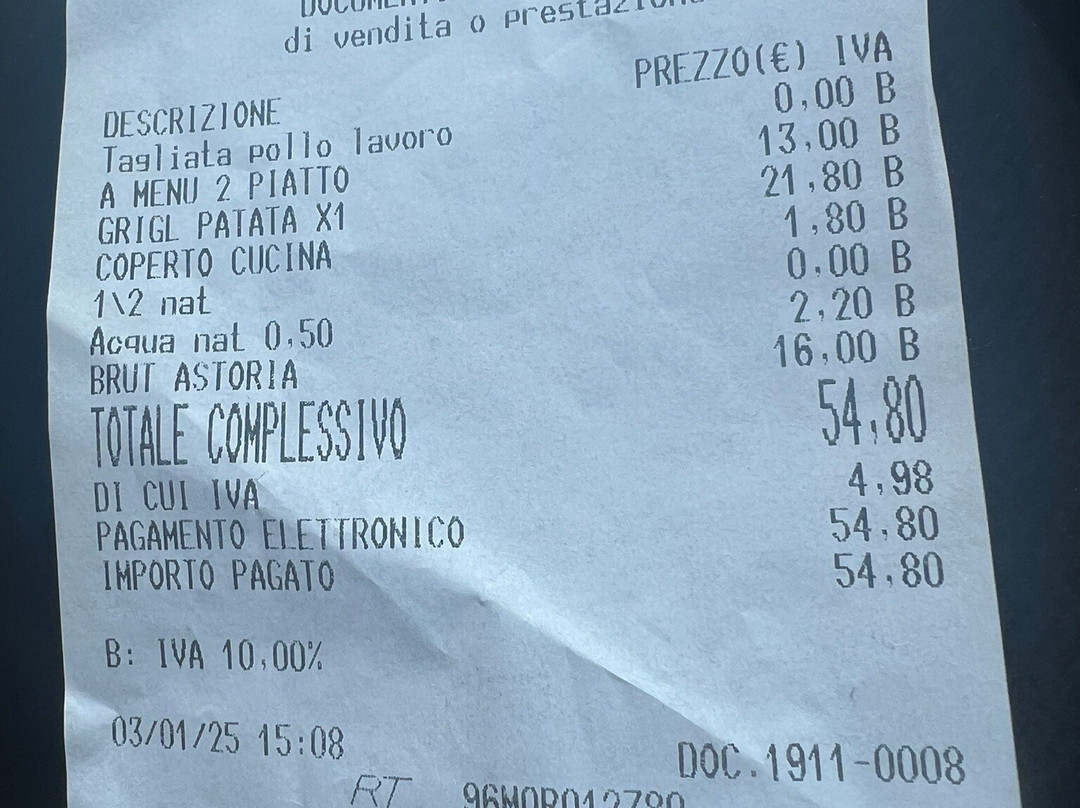 di vendita o prestazione
DESCRIZIONE PREZZO(€) IVA
Tagliata pollo lavoro 0,00 B
A MENU 2 PIATTO 13,00 B
GRIGL PATATA X1 21,80 B
COPERTO CUCINA 1,80 B
1\2 nat 0,00 B
Acqua nat 0,50 2,20 B
BRUT ASTORIA 16,00 B
TOTALE COMPLESSIVO 54,80
DI CUI IVA 4,98
PAGAMENTO ELETTRONICO 54,80
IMPORTO PAGATO 54,80
B: IVA 10,00%
03/01/25 15:08
DOC.1911-0008
RT